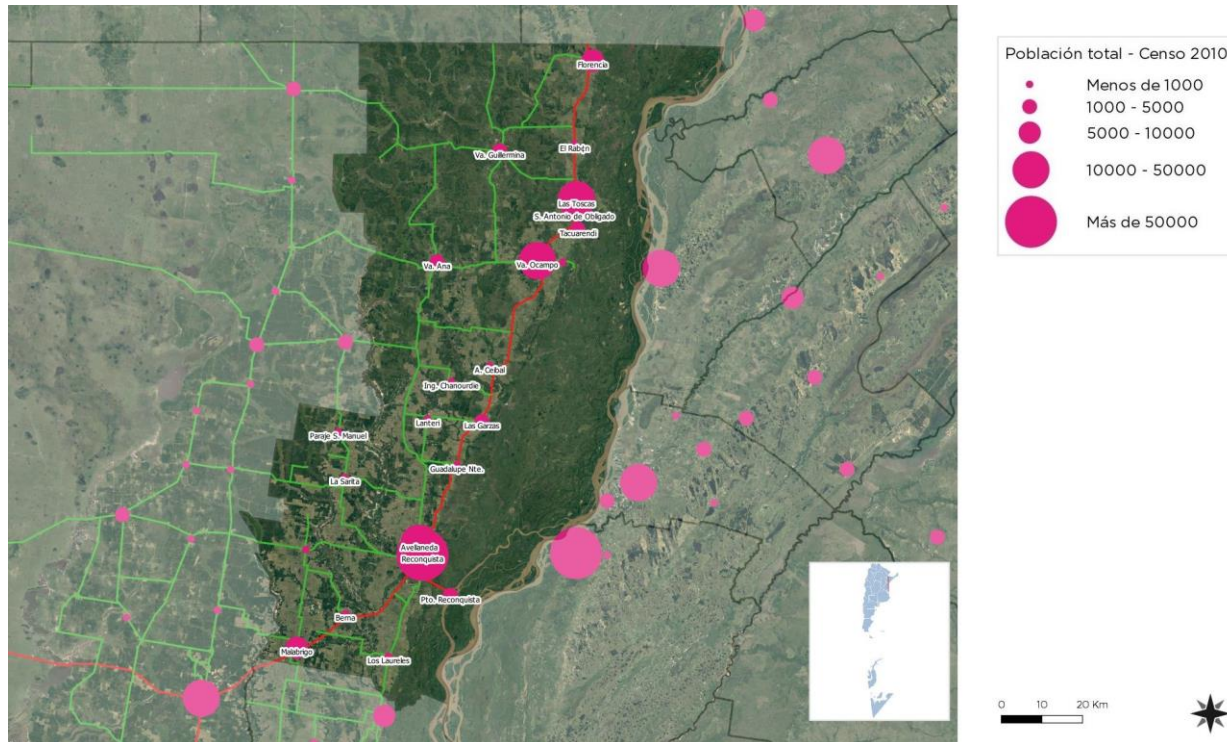 Población total - Censo 2010
Menos de 1000
1000 - 5000
5000 - 10000
10000 - 50000
Más de 50000
Florencia
Va. Guillermina
El Rabón
Las Toscas
S. Antonio de Obligado
Tacuarendí
Va. Ana
Va. Ocampo
A. Ceibal
Ing. Chanourdie
Lanteri
Las Garzas
Paraje S. Manuel
Guadalupe Nte.
La Sarita
Avellaneda
Reconquista
Pto. Reconquista
Berna
Malabrigo
Los Laureles
0 10 20 Km